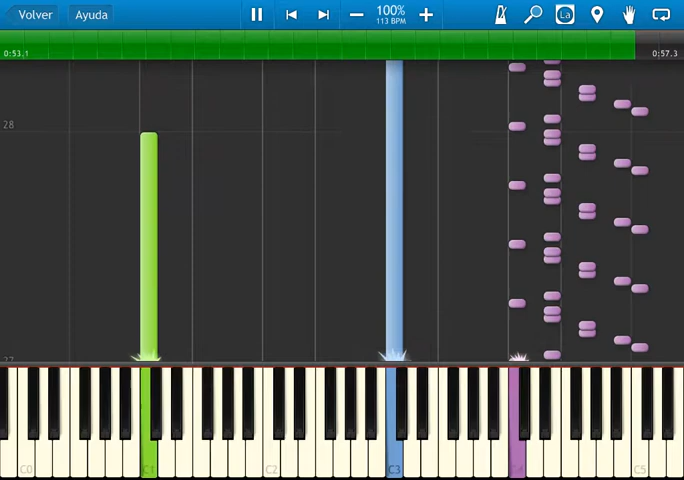 Volver
Ayuda
100%
113 BPM
La
0:53.1
0:57.3
28
27
C0
C1
C2
C3
C4
C5